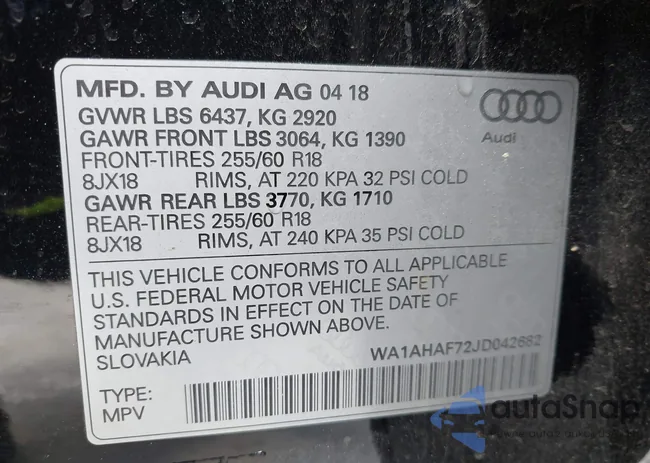 MFD. BY AUDI AG 04 18
GVWR LBS 6437, KG 2920
GAWR FRONT LBS 3064, KG 1390
FRONT-TIRES 255/60 R18
8JX18 RIMS, AT 220 KPA 32 PSI COLD
GAWR REAR LBS 3770, KG 1710
REAR-TIRES 255/60 R18
8JX18 RIMS, AT 240 KPA 35 PSI COLD
Audi
THIS VEHICLE CONFORMS TO ALL APPLICABLE
U.S. FEDERAL MOTOR VEHICLE SAFETY
STANDARDS IN EFFECT ON THE DATE OF
MANUFACTURE SHOWN ABOVE.
SLOVAKIA WA1AHAF72JD042682
TYPE:
MPV
autoSnap